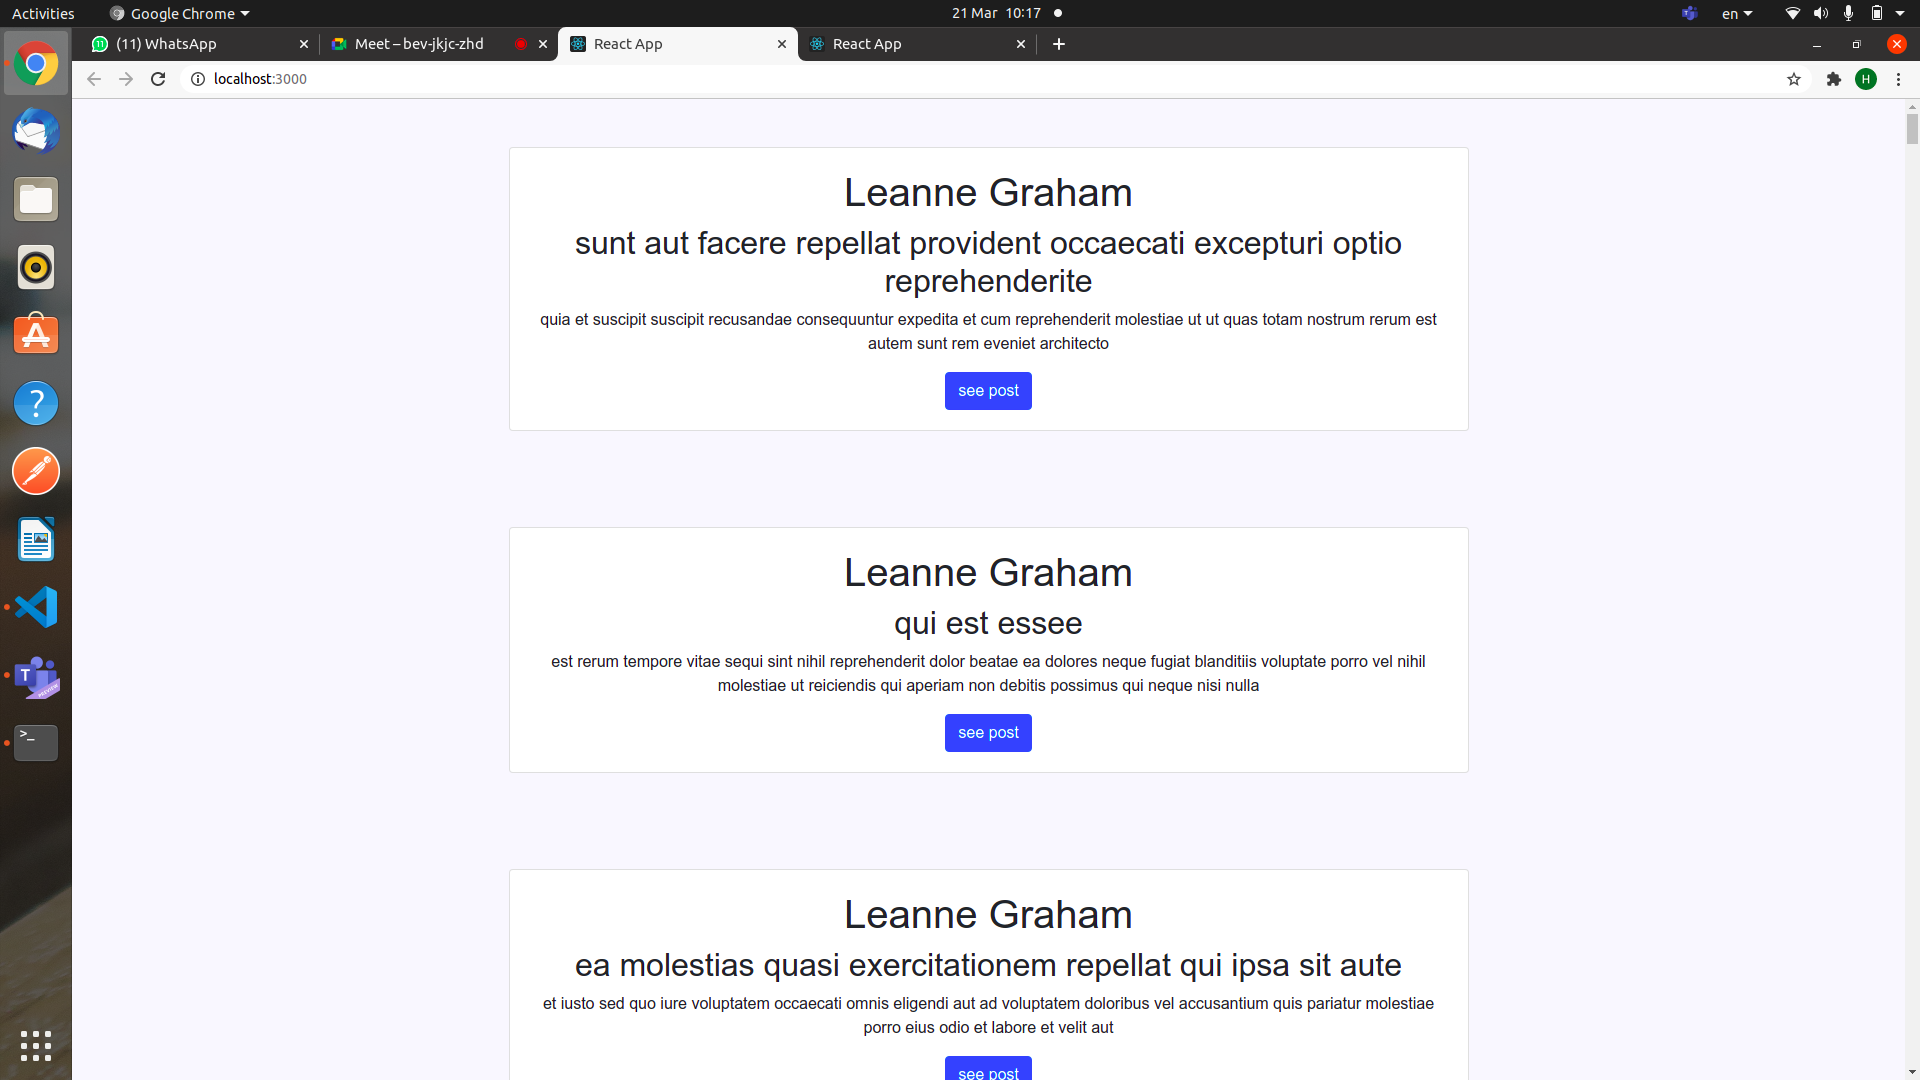 Activities
Google Chrome
21 Mar 10:17
en
(11) WhatsApp
Meet – bev-jkjc-zhd
React App
React App
localhost:3000
H
Leanne Graham
sunt aut facere repellat provident occaecati excepturi optio
reprehenderite
quia et suscipit suscipit recusandae consequuntur expedita et cum reprehenderit molestiae ut ut quas totam nostrum rerum est
autem sunt rem eveniet architecto
see post
Leanne Graham
qui est essee
est rerum tempore vitae sequi sint nihil reprehenderit dolor beatae ea dolores neque fugiat blanditiis voluptate porro vel nihil
molestiae ut reiciendis qui aperiam non debitis possimus qui neque nisi nulla
see post
Leanne Graham
ea molestias quasi exercitationem repellat qui ipsa sit aute
et iusto sed quo iure voluptatem occaecati omnis eligendi aut ad voluptatem doloribus vel accusantium quis pariatur molestiae
porro eius odio et labore et velit aut
see post